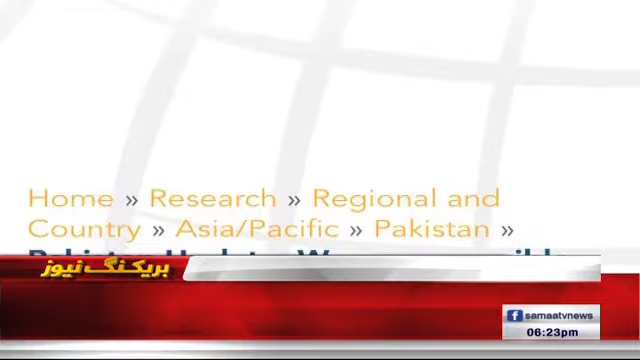 Home » Research » Regional and
Country » Asia/Pacific » Pakistan »
بریکنگ نیوز
samaatvnews
06:23pm